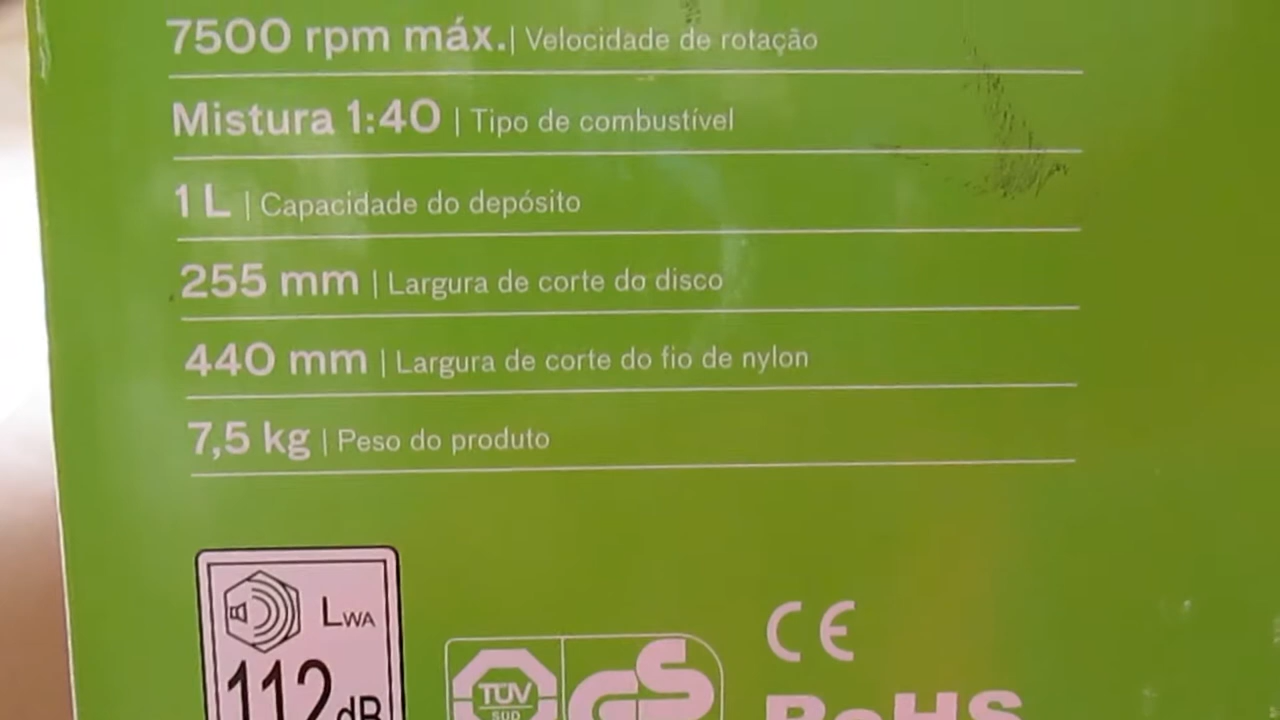 7500 rpm máx.| Velocidade de rotação
Mistura 1:40 | Tipo de combustível
1 L | Capacidade do depósito
255 mm | Largura de corte do disco
440 mm | Largura de corte do fio de nylon
7,5 kg | Peso do produto
LWA
112dB
TÜV
SÜD
GS
CE
RoHS